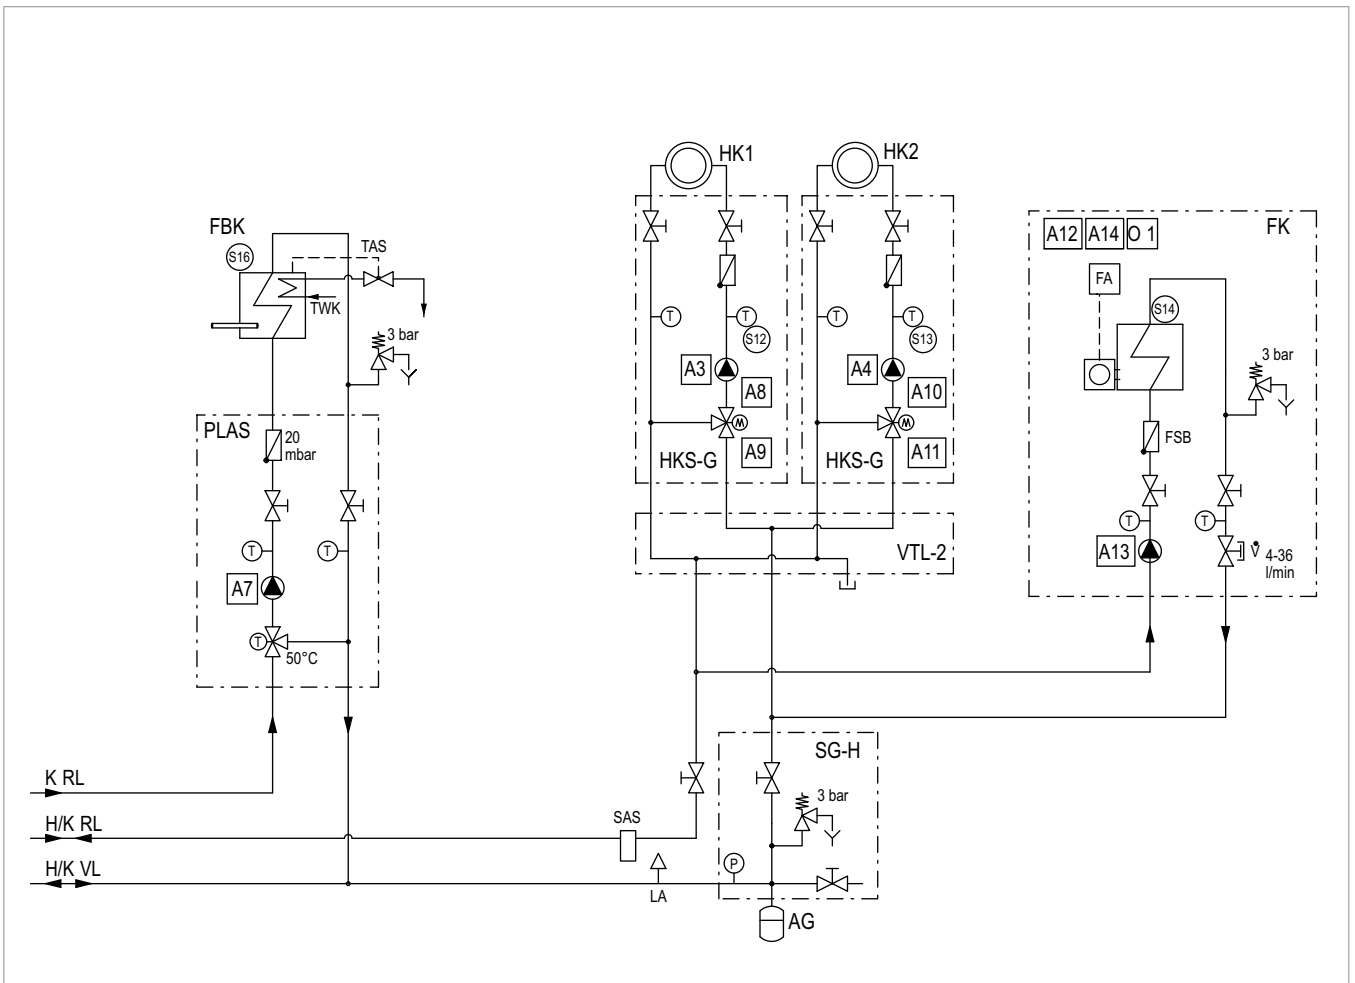 HK1
HK2
FBK
S16
TAS
TWK
3 bar
PLAS
20
mbar
T
T
A7
T
50°C
T
T
S12
A3
A8
M
A9
HKS-G
T
T
S13
A4
A10
M
A11
HKS-G
VTL-2
A12
A14
O 1
FK
FA
S14
3 bar
FSB
T
T
A13
V̇
4-36
l/min
SG-H
3 bar
P
K RL
H/K RL
SAS
H/K VL
LA
AG